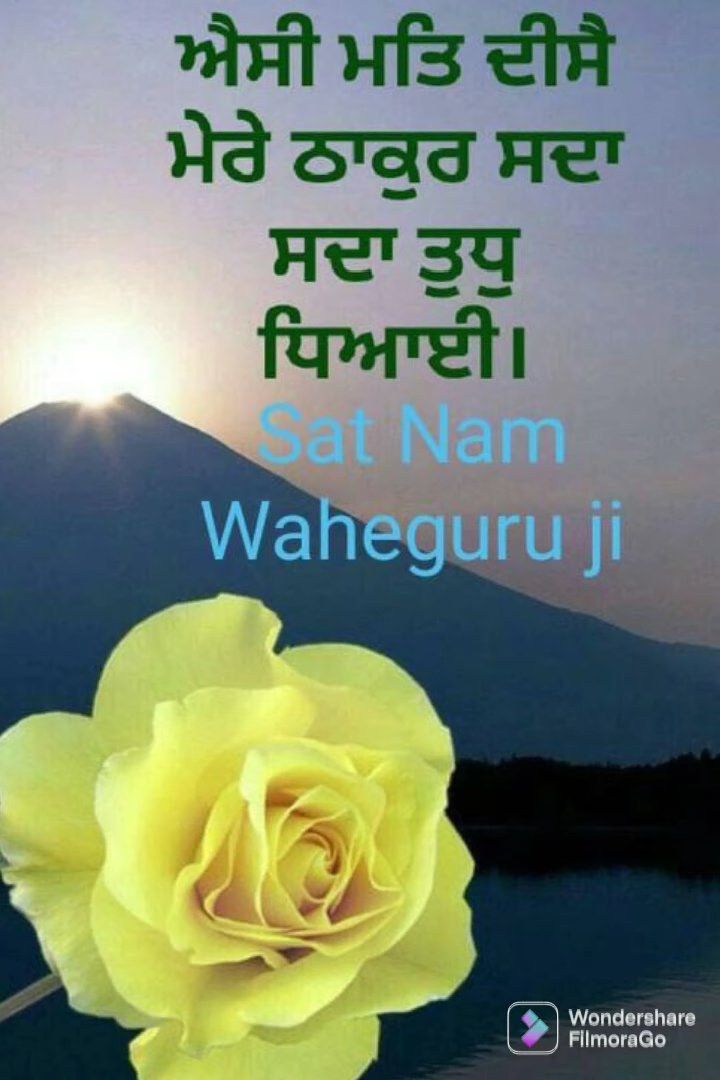 ਐਸੀ ਮਤਿ ਦੀਸੈ
ਮੇਰੇ ਠਾਕੁਰ ਸਦਾ
ਸਦਾ ਤੁਧੁ
ਧਿਆਈ।
Sat Nam
Waheguru ji
Wondershare
FilmoraGo